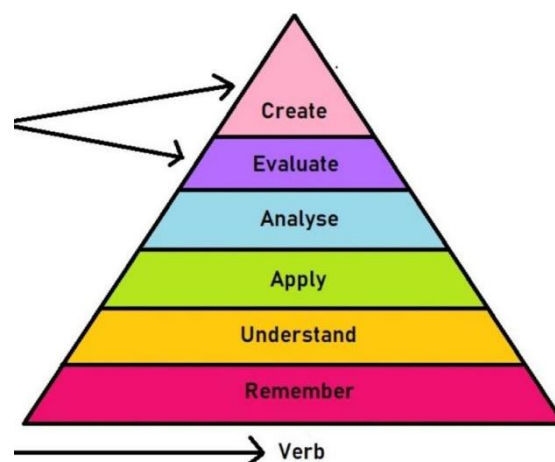 Create
Evaluate
Analyse
Apply
Understand
Remember
Verb